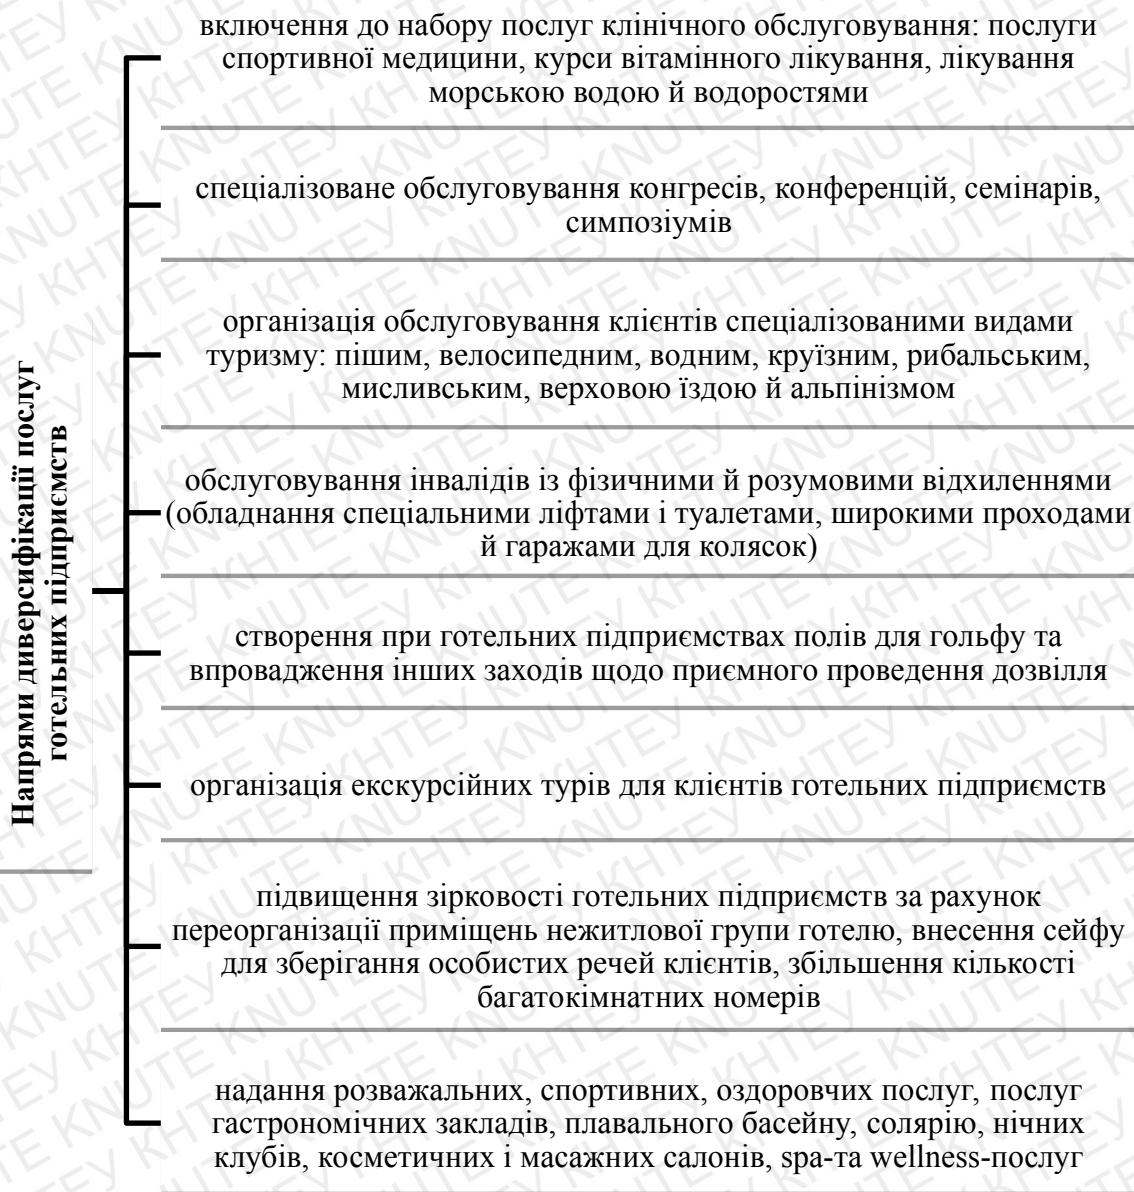 Напрями диверсифікації послуг
готельних підприємств
включення до набору послуг клінічного обслуговування: послуги
спортивної медицини, курси вітамінного лікування, лікування
морською водою й водоростями
спеціалізоване обслуговування конгресів, конференцій, семінарів,
симпозіумів
організація обслуговування клієнтів спеціалізованими видами
туризму: пішим, велосипедним, водним, круїзним, рибальським,
мисливським, верховою їздою й альпінізмом
обслуговування інвалідів із фізичними й розумовими відхиленнями
(обладнання спеціальними ліфтами і туалетами, широкими проходами
й гаражами для колясок)
створення при готельних підприємствах полів для гольфу та
впровадження інших заходів щодо приємного проведення дозвілля
організація екскурсійних турів для клієнтів готельних підприємств
підвищення зірковості готельних підприємств за рахунок
переорганізації приміщень нежитлової групи готелю, внесення сейфу
для зберігання особистих речей клієнтів, збільшення кількості
багатокімнатних номерів
надання розважальних, спортивних, оздоровчих послуг, послуг
гастрономічних закладів, плавального басейну, солярію, нічних
клубів, косметичних і масажних салонів, spa-та wellness-послуг